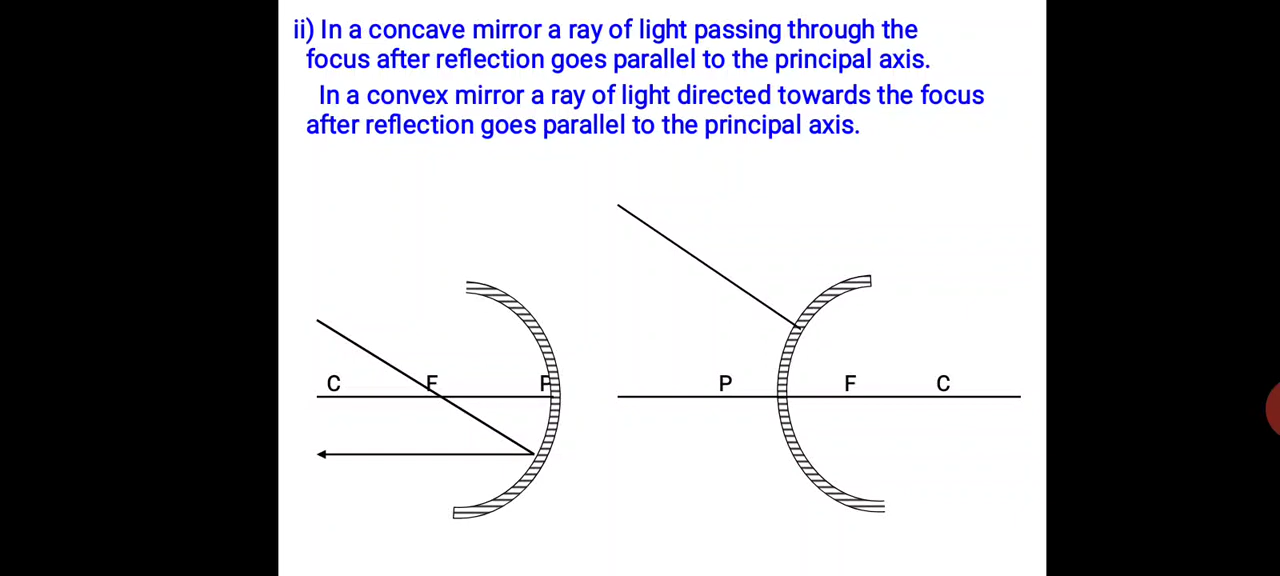 ii) In a concave mirror a ray of light passing through the
focus after reflection goes parallel to the principal axis.
In a convex mirror a ray of light directed towards the focus
after reflection goes parallel to the principal axis.
C F P
P F C